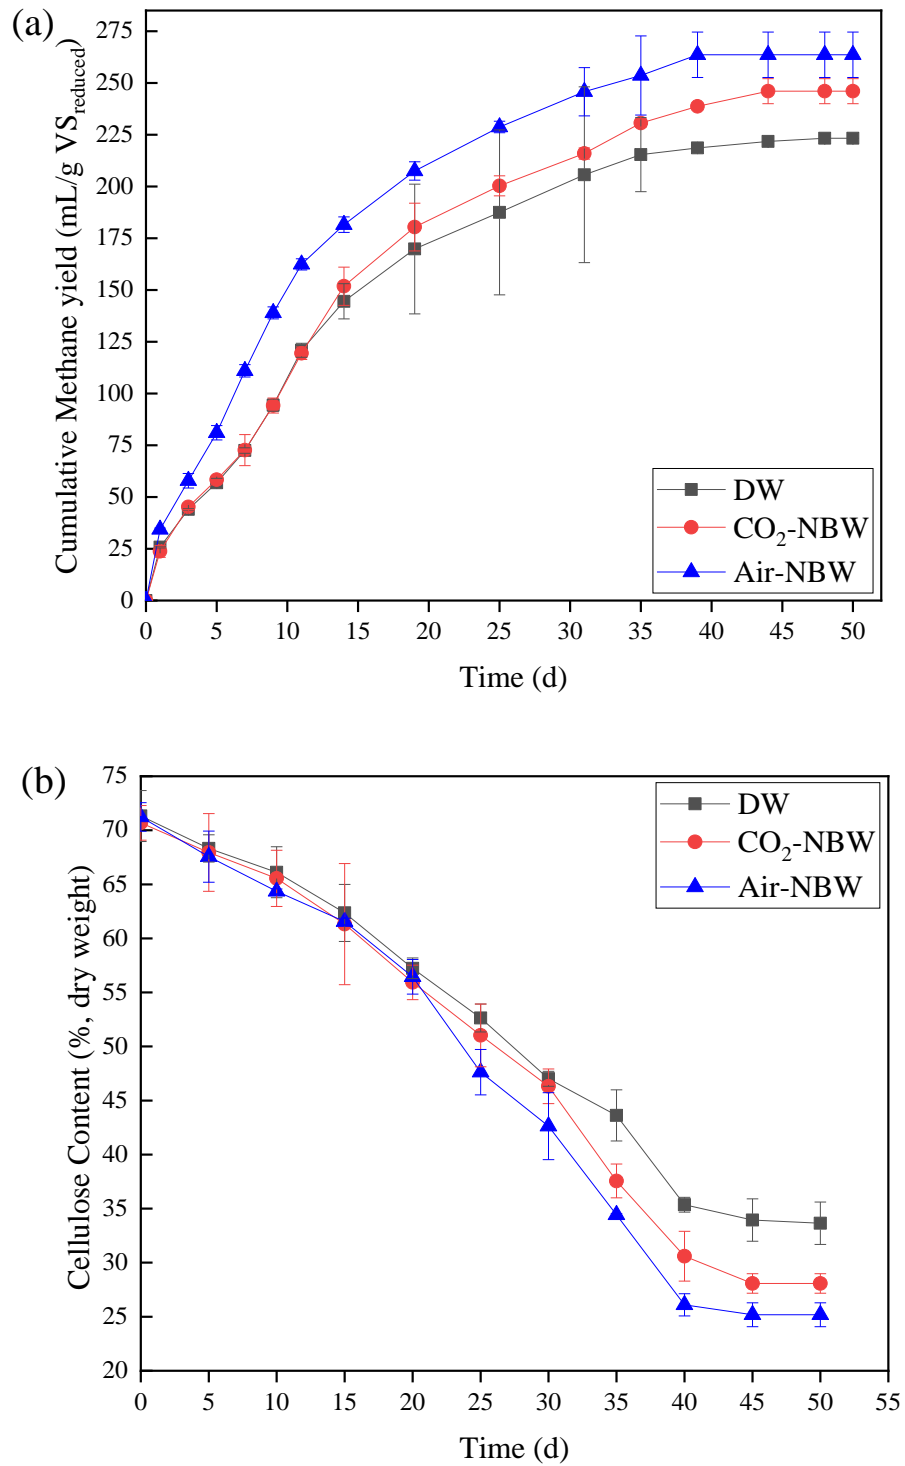 (a)
Cumulative Methane yield (mL/g VSreduced)
275
250
225
200
175
150
125
100
75
50
25
0
DW
CO2-NBW
Air-NBW
0 5 10 15 20 25 30 35 40 45 50
Time (d)
(b)
Cellulose Content (%, dry weight)
75
70
65
60
55
50
45
40
35
30
25
20
DW
CO2-NBW
Air-NBW
0 5 10 15 20 25 30 35 40 45 50 55
Time (d)